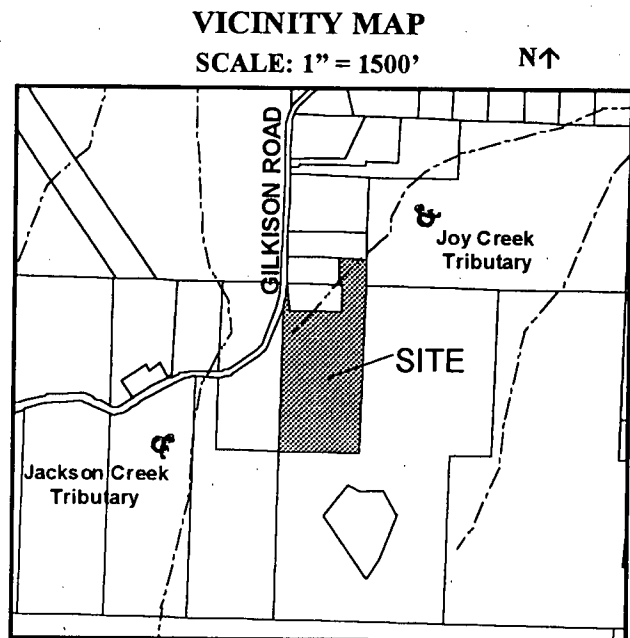 VICINITY MAP
SCALE: 1” = 1500’
N↑
GILKISON ROAD
Joy Creek
Tributary
SITE
Jackson Creek
Tributary